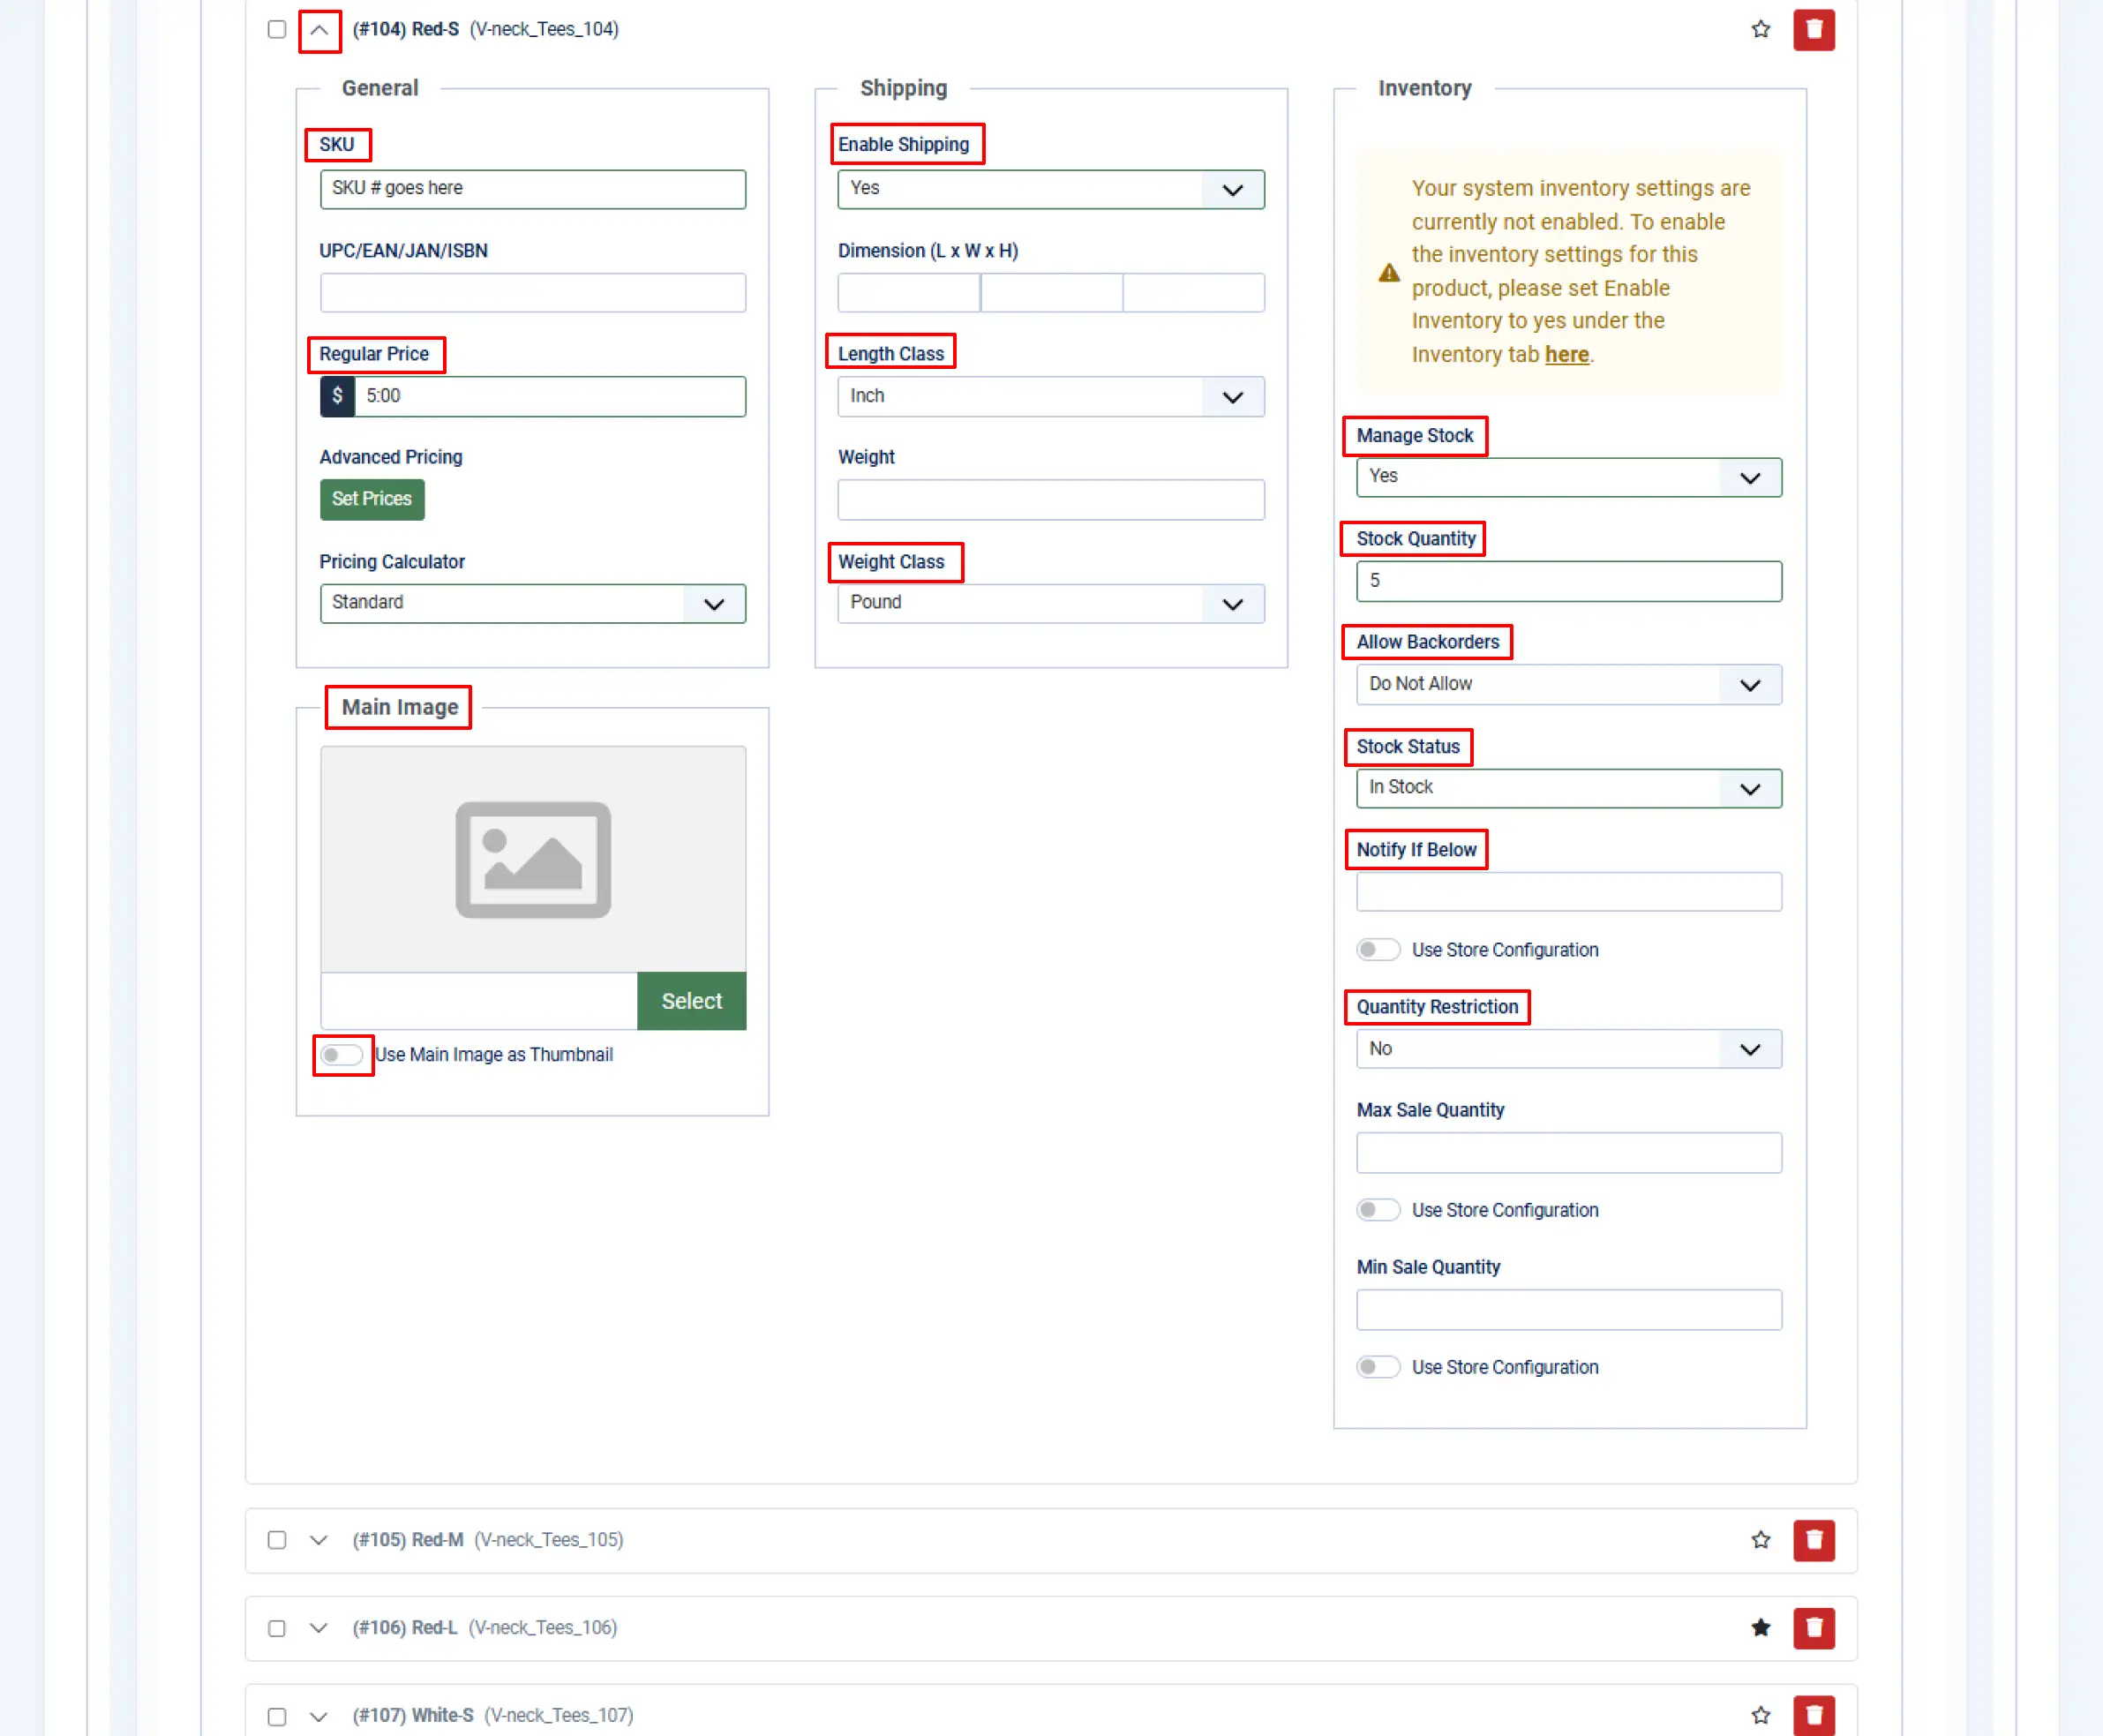 (#104) Red-S (V-neck_Tees_104)
General
SKU
SKU # goes here
UPC/EAN/JAN/ISBN
Regular Price
$ 5:00
Advanced Pricing
Set Prices
Pricing Calculator
Standard
Main Image
Select
Use Main Image as Thumbnail
Shipping
Enable Shipping
Yes
Dimension (L x W x H)
Length Class
Inch
Weight
Weight Class
Pound
Inventory
Your system inventory settings are
currently not enabled. To enable
the inventory settings for this
product, please set Enable
Inventory to yes under the
Inventory tab here.
Manage Stock
Yes
Stock Quantity
5
Allow Backorders
Do Not Allow
Stock Status
In Stock
Notify If Below
Use Store Configuration
Quantity Restriction
No
Max Sale Quantity
Use Store Configuration
Min Sale Quantity
Use Store Configuration
(#105) Red-M (V-neck_Tees_105)
(#106) Red-L (V-neck_Tees_106)
(#107) White-S (V-neck_Tees_107)